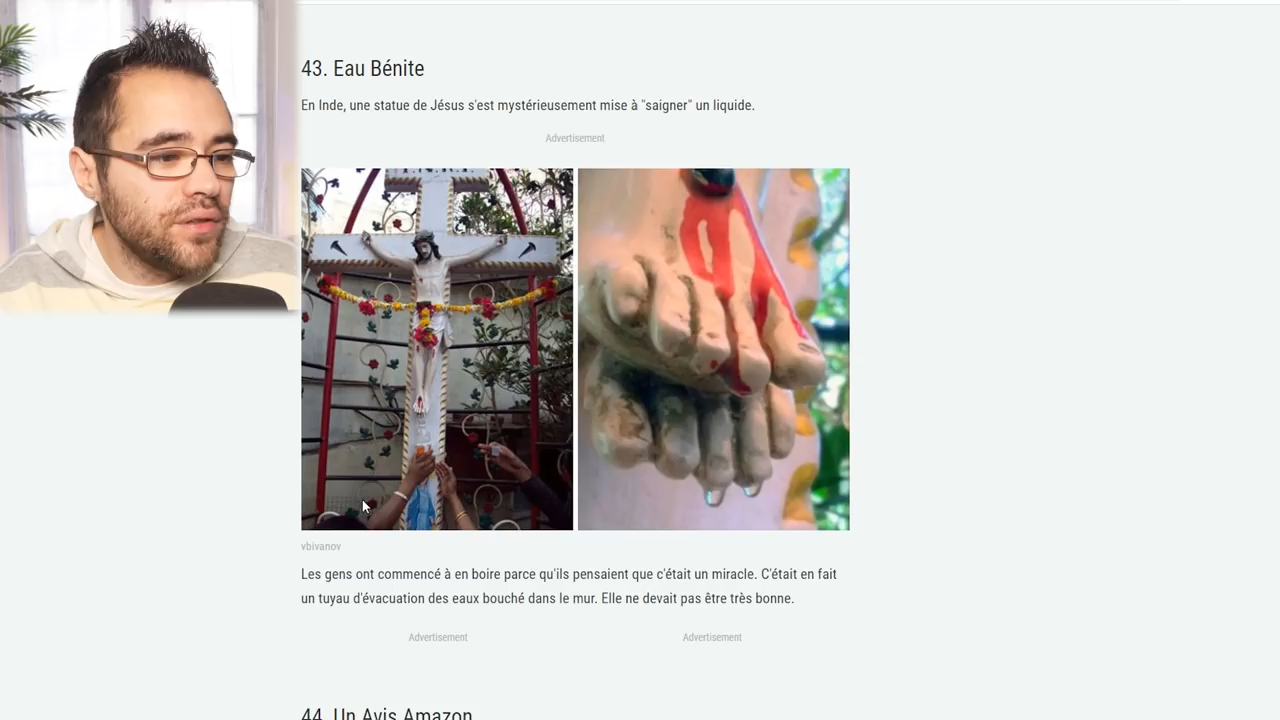 43. Eau Bénite
En Inde, une statue de Jésus s'est mystérieusement mise à "saigner" un liquide.
Advertisement
vbivanov
Les gens ont commencé à en boire parce qu'ils pensaient que c'était un miracle. C'était en fait
un tuyau d'évacuation des eaux bouché dans le mur. Elle ne devait pas être très bonne.
Advertisement
Advertisement
44. Un Avis Amazon